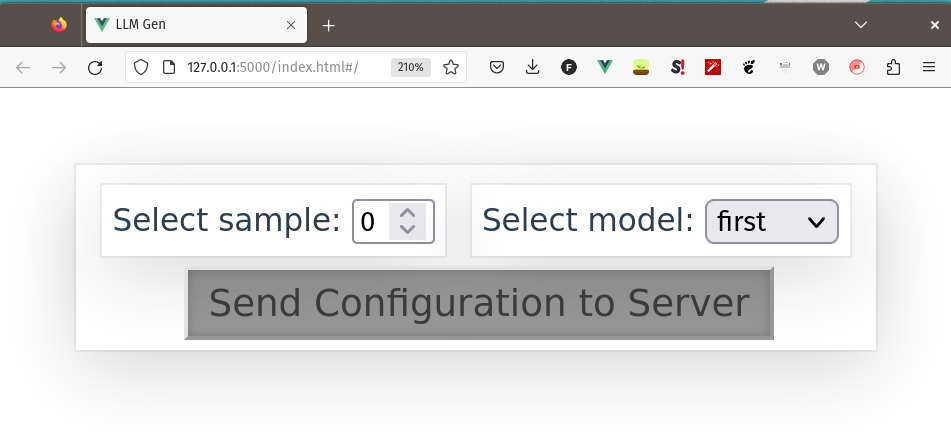 LLM Gen
127.0.0.1:5000/index.html#/ 210%
Select sample: 0 Select model: first
Send Configuration to Server